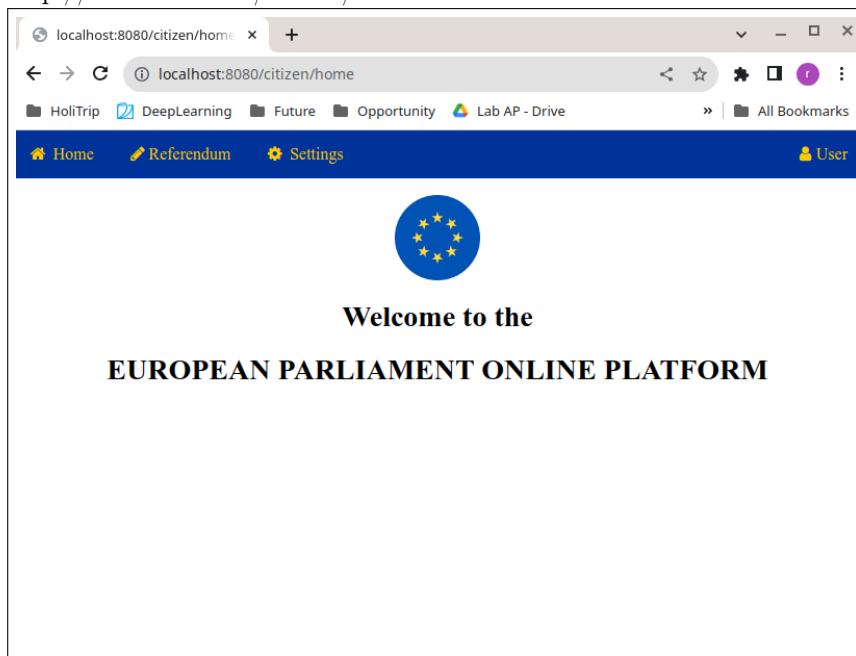 localhost:8080/citizen/home
localhost:8080/citizen/home
r
HoliTrip DeepLearning Future Opportunity Lab AP - Drive » All Bookmarks
Home Referendum Settings User
Welcome to the
EUROPEAN PARLIAMENT ONLINE PLATFORM